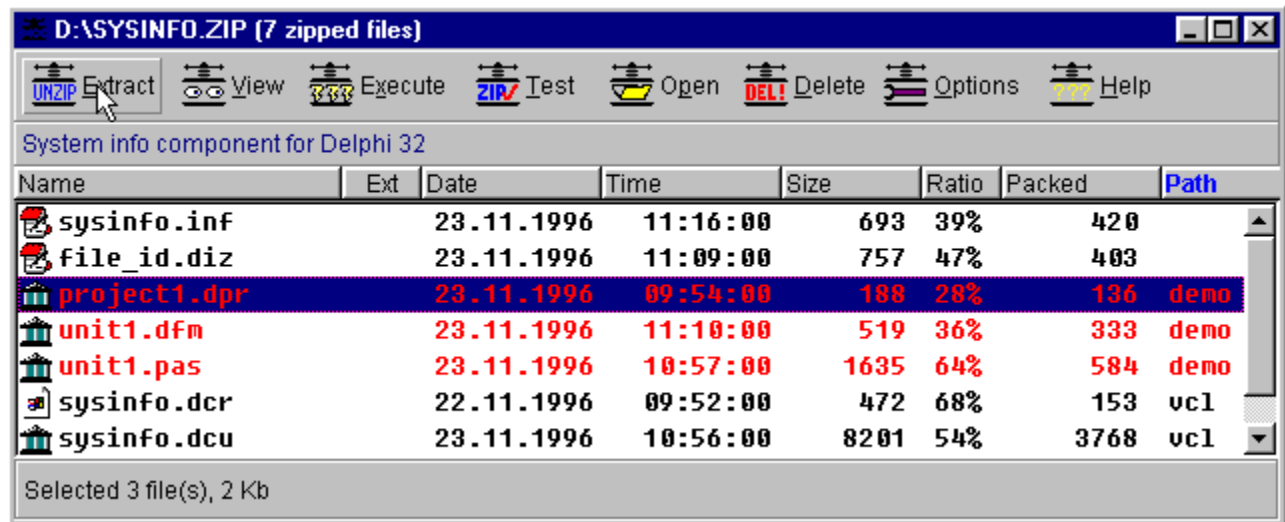 D:\SYSINFO.ZIP (7 zipped files)
UNZIP Extract View Execute ZIP Test Open DEL! Delete Options ??? Help
System info component for Delphi 32
Name Ext Date Time Size Ratio Packed Path
sysinfo.inf 23.11.1996 11:16:00 693 39% 420
file_id.diz 23.11.1996 11:09:00 757 47% 403
project1.dpr 23.11.1996 09:54:00 188 28% 136 demo
unit1.dfm 23.11.1996 11:10:00 519 36% 333 demo
unit1.pas 23.11.1996 10:57:00 1635 64% 584 demo
sysinfo.dcr 22.11.1996 09:52:00 472 68% 153 vcl
sysinfo.dcu 23.11.1996 10:56:00 8201 54% 3768 vcl
Selected 3 file(s), 2 Kb